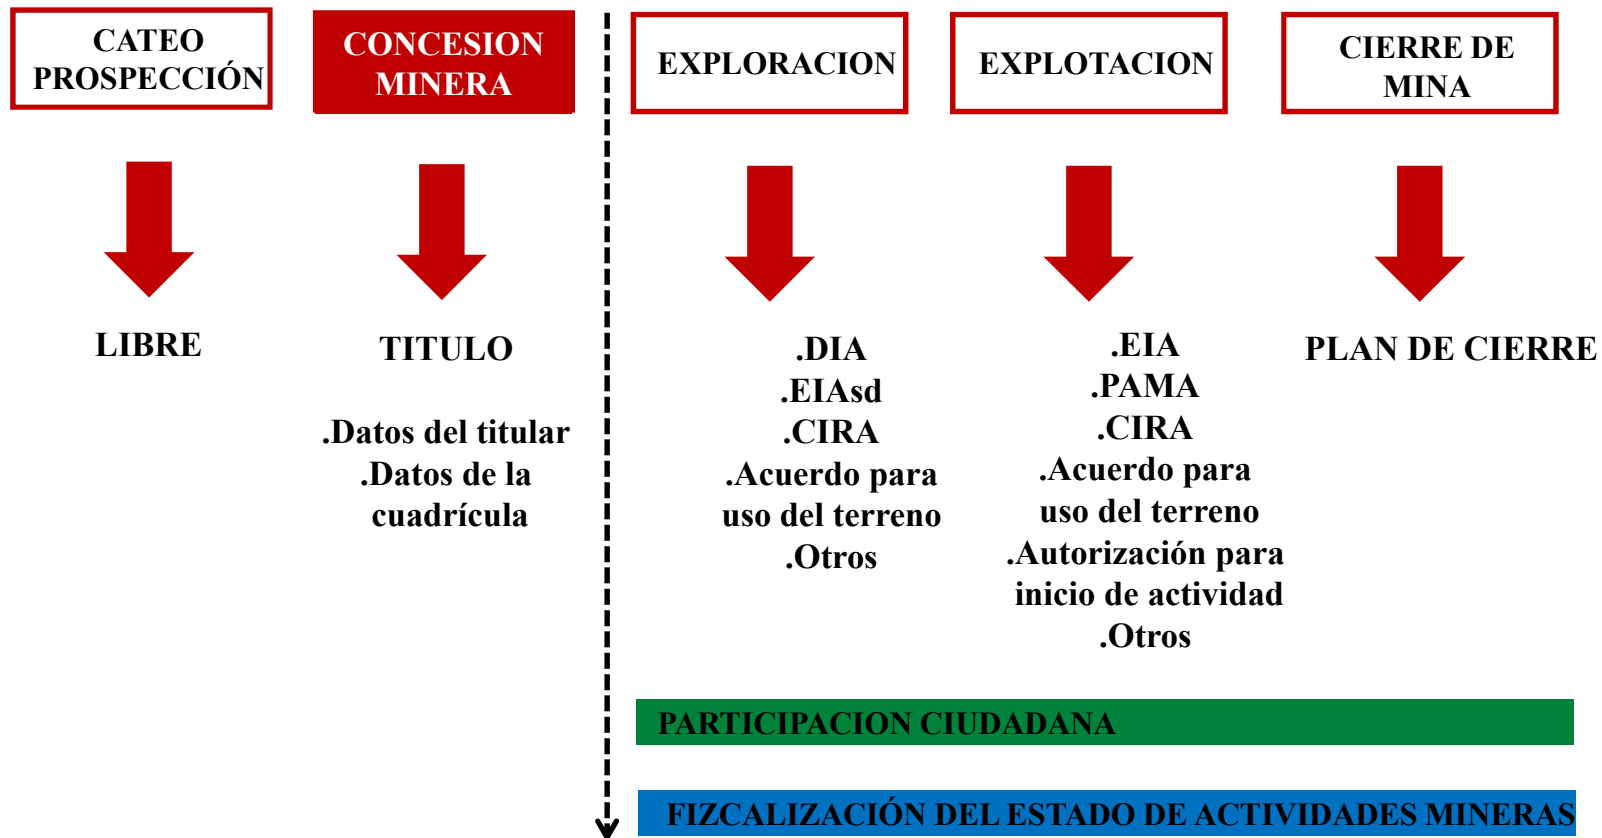 CATEO
PROSPECCIÓN
CONCESION
MINERA
EXPLORACION
EXPLOTACION
CIERRE DE
MINA
LIBRE
TITULO
.Datos del titular
.Datos de la
cuadrícula
.DIA
.EIAsd
.CIRA
.Acuerdo para
uso del terreno
.Otros
.EIA
.PAMA
.CIRA
.Acuerdo para
uso del terreno
.Autorización para
inicio de actividad
.Otros
PLAN DE CIERRE
PARTICIPACION CIUDADANA
FIZCALIZACIÓN DEL ESTADO DE ACTIVIDADES MINERAS